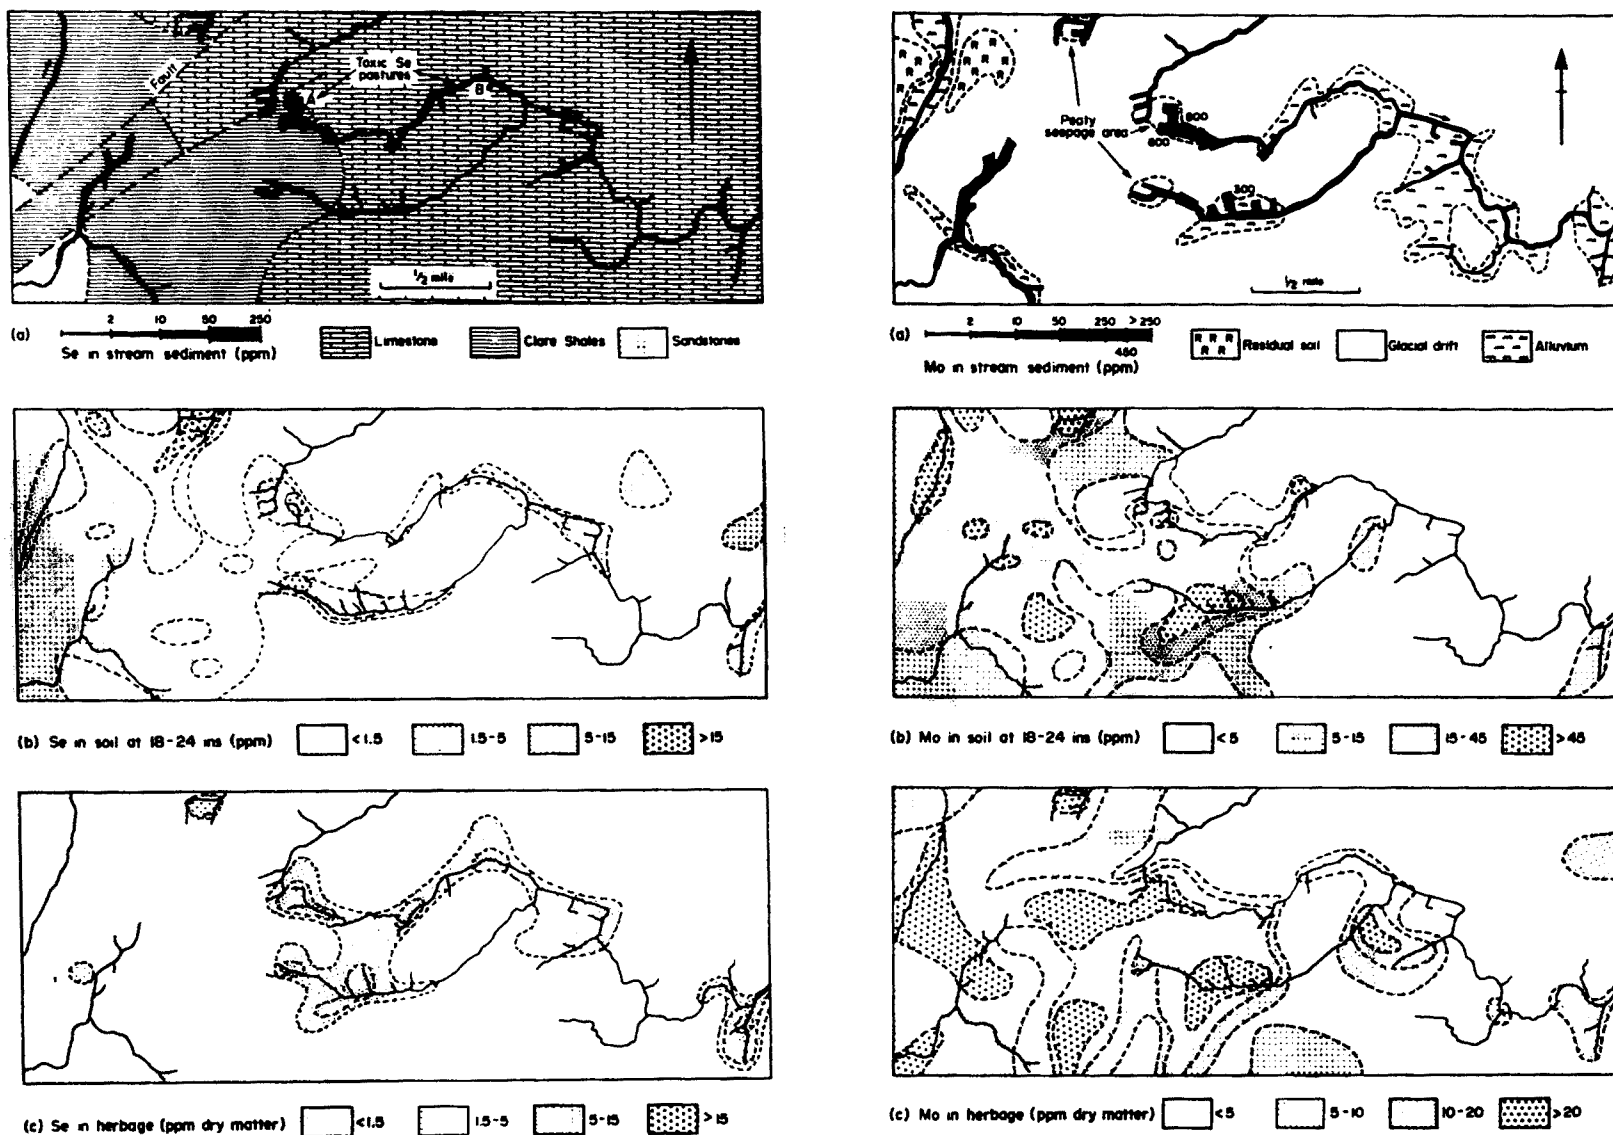 Fault
Toxic Se
pastures
A
B
1/2 mile
(a)
2 10 50 250
Se in stream sediment (ppm)
Limestone
Clare Shales
Sandstones
Peaty
seepage area
800
600
300
1/2 mile
(a)
2 10 50 250 >250
450
Mo in stream sediment (ppm)
R R R
R R
Residual soil
Glacial drift
Alluvium
(b) Se in soil at 18-24 ins (ppm) <1.5 1.5-5 5-15 >15
(b) Mo in soil at 18-24 ins (ppm) <5 5-15 15-45 >45
(c) Se in herbage (ppm dry matter) <1.5 1.5-5 5-15 >15
(c) Mo in herbage (ppm dry matter) <5 5-10 10-20 >20